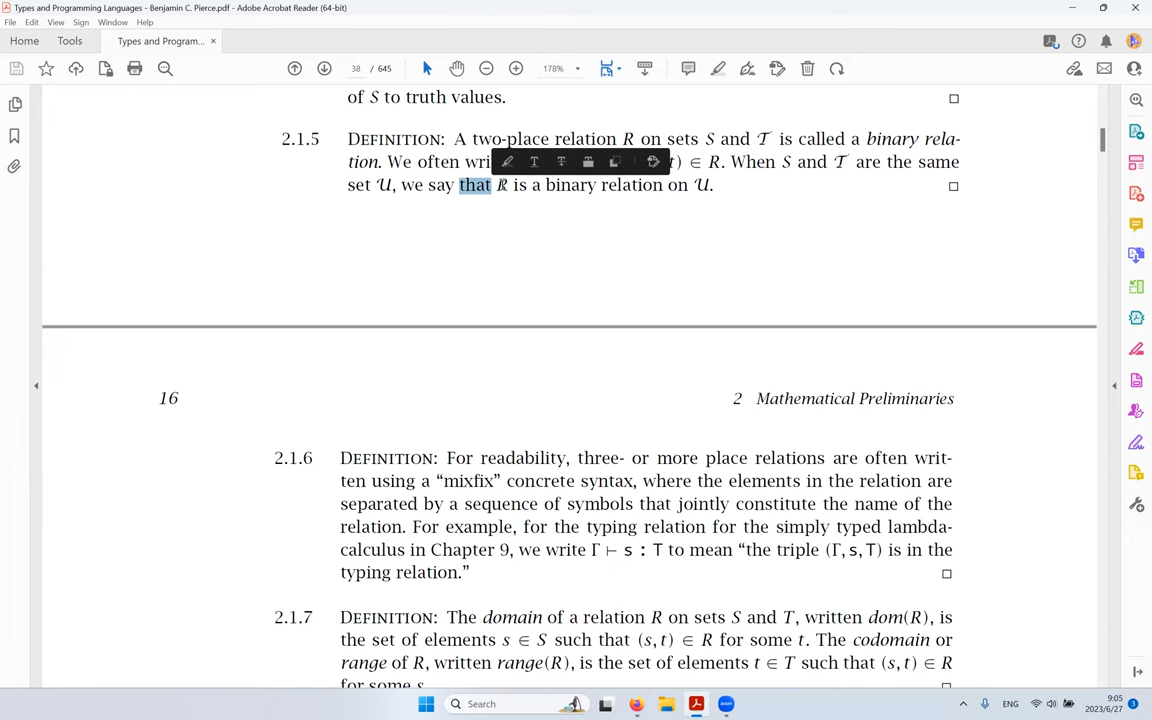 Types and Programming Languages - Benjamin C. Pierce.pdf - Adobe Acrobat Reader (64-bit)
File Edit View Sign Window Help
Home Tools Types and Program... ×
38 / 645 178%
of S to truth values. □
2.1.5 DEFINITION: A two-place relation R on sets S and T is called a binary rela-
tion. We often wri t) ∈ R. When S and T are the same
set U, we say that R is a binary relation on U. □
16 2 Mathematical Preliminaries
2.1.6 DEFINITION: For readability, three- or more place relations are often writ-
ten using a “mixfix” concrete syntax, where the elements in the relation are
separated by a sequence of symbols that jointly constitute the name of the
relation. For example, for the typing relation for the simply typed lambda-
calculus in Chapter 9, we write Γ ⊢ s : T to mean “the triple (Γ, s, T) is in the
typing relation.” □
2.1.7 DEFINITION: The domain of a relation R on sets S and T, written dom(R), is
the set of elements s ∈ S such that (s, t) ∈ R for some t. The codomain or
range of R, written range(R), is the set of elements t ∈ T such that (s, t) ∈ R
for some s.
Search zoom ENG 9:05
2023/6/27 3